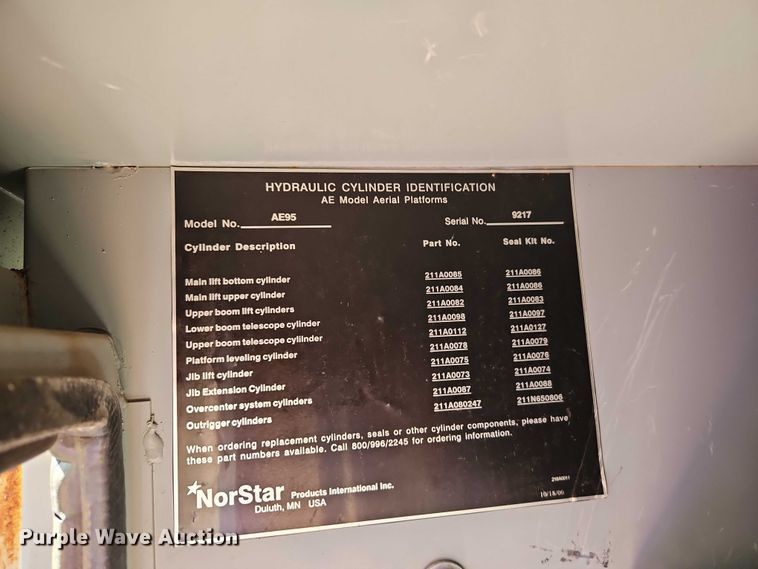 HYDRAULIC CYLINDER IDENTIFICATION
AE Model Aerial Platforms
Model No. AE95 Serial No. 9217
Cylinder Description Part No. Seal Kit No.
Main lift bottom cylinder 211A0085 211A0086
Main lift upper cylinder 211A0084 211A0086
Upper boom lift cylinders 211A0082 211A0083
Lower boom telescope cylinder 211A0098 211A0097
Upper boom telescope cylinder 211A0112 211A0127
Platform leveling cylinder 211A0078 211A0079
Jib lift cylinder 211A0075 211A0076
Jib Extension Cylinder 211A0073 211A0074
Overcenter system cylinders 211A0087 211A0088
Outrigger cylinders 211A080247 211N650806
When ordering replacement cylinders, seals or other cylinder components, please have
these part numbers available. Call 800/996/2245 for ordering information.
NorStar Products International Inc.
Duluth, MN USA
10/18/00
Purple Wave Auction